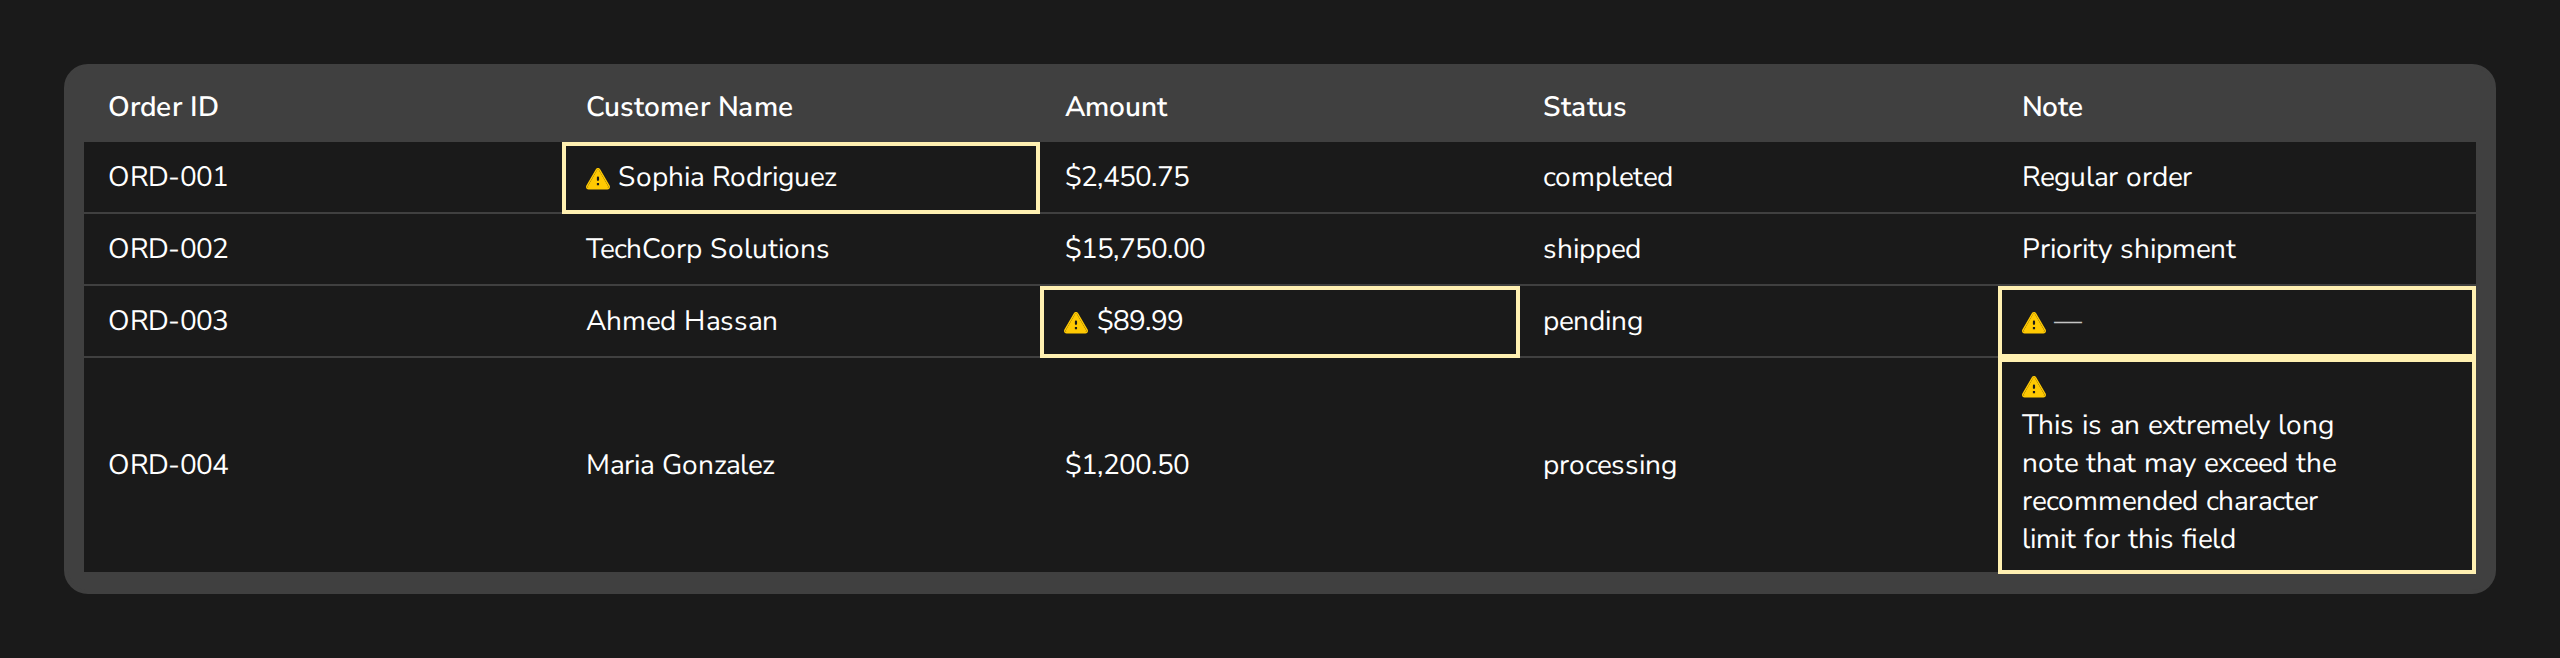 Order ID Customer Name Amount Status Note
ORD-001 Sophia Rodriguez $2,450.75 completed Regular order
ORD-002 TechCorp Solutions $15,750.00 shipped Priority shipment
ORD-003 Ahmed Hassan $89.99 pending —
ORD-004 Maria Gonzalez $1,200.50 processing
This is an extremely long
note that may exceed the
recommended character
limit for this field